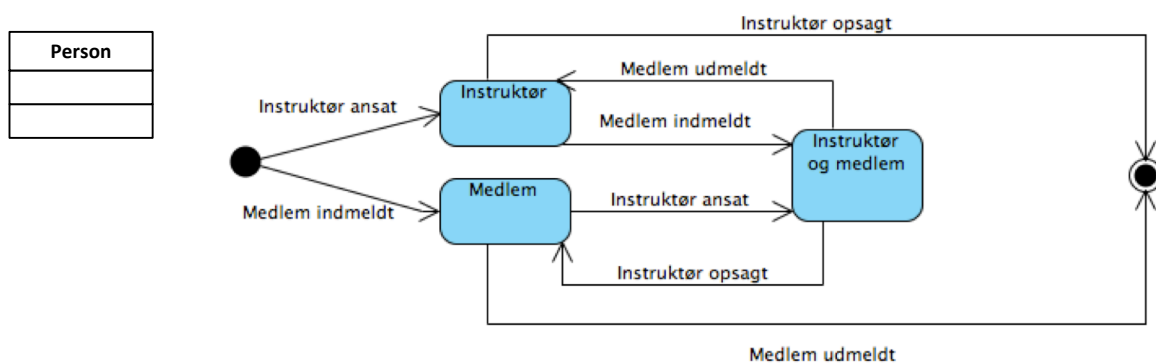 Person
Instruktør opsagt
Medlem udmeldt
Instruktør
Instruktør ansat
Medlem indmeldt
Instruktør
og medlem
Medlem
Instruktør ansat
Medlem indmeldt
Instruktør opsagt
Medlem udmeldt